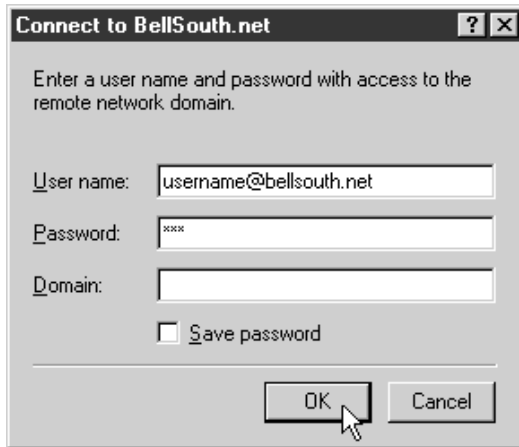 Connect to BellSouth.net
Enter a user name and password with access to the
remote network domain.
User name: username@bellsouth.net
Password: ***
Domain:
Save password
OK Cancel